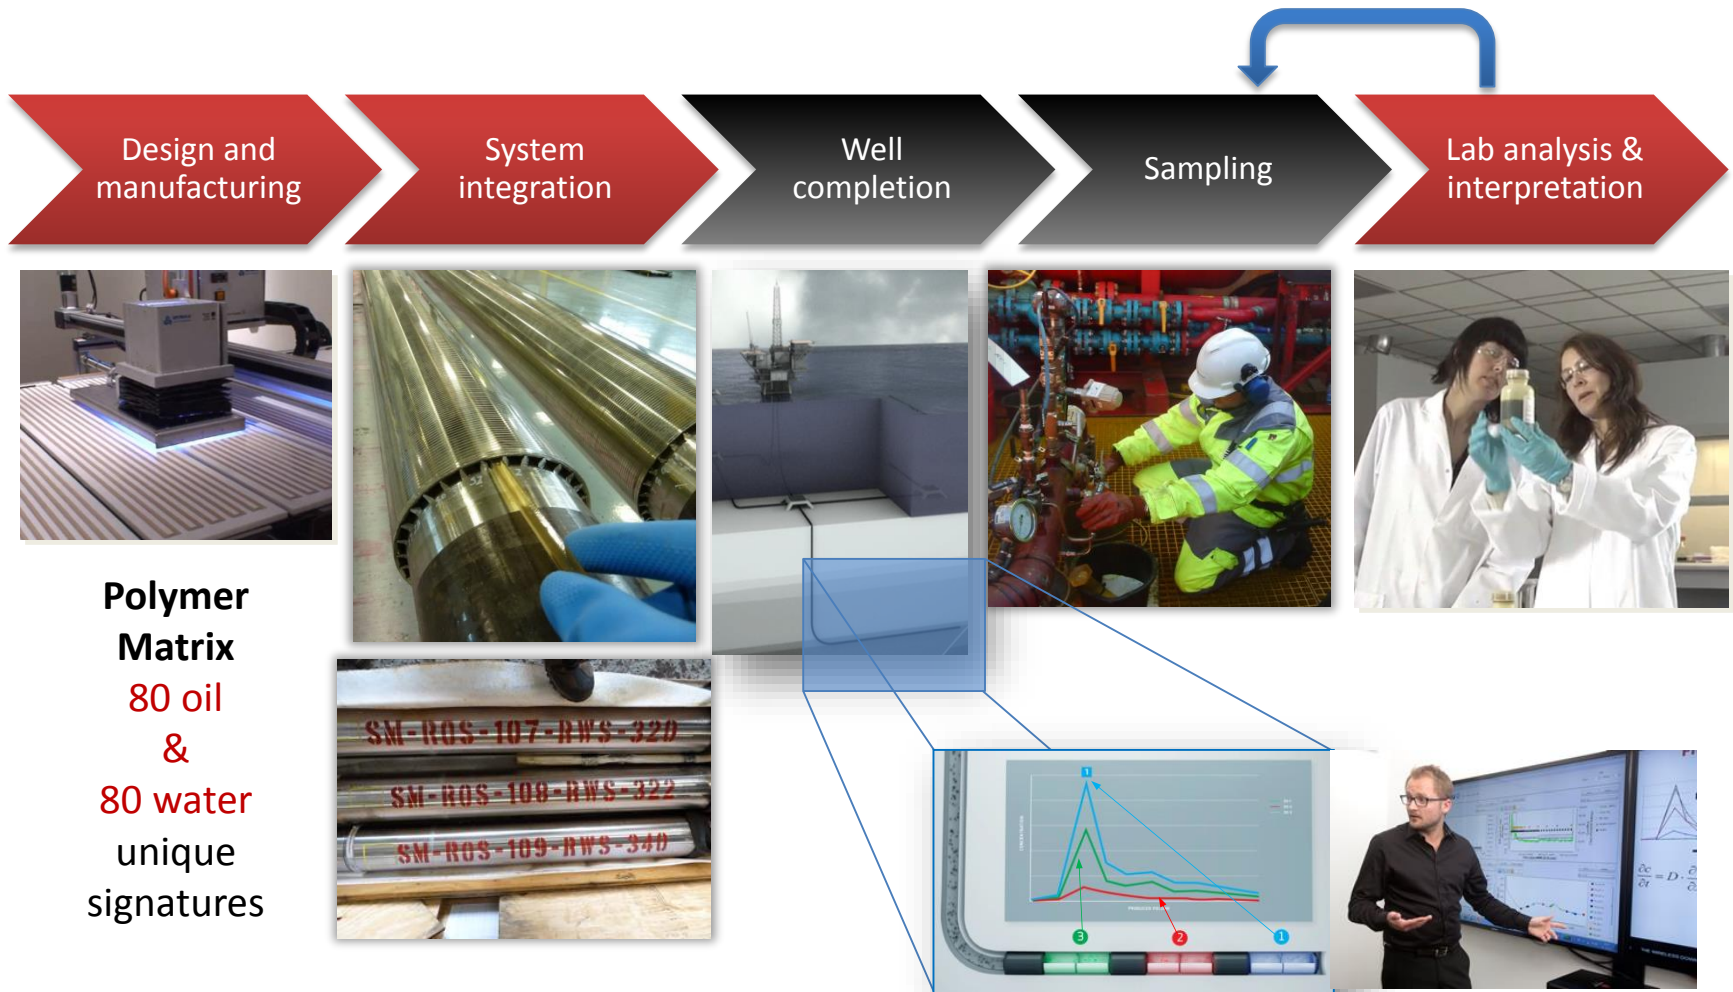 Design and
manufacturing
System
integration
Well
completion
Sampling
Lab analysis &
interpretation
Polymer
Matrix
80 oil
&
80 water
unique
signatures
SM-ROS-107-RWS-320
SM-ROS-108-RWS-322
SM-ROS-109-RWS-340
1
3
2
1
∂c
∂t
= D ·